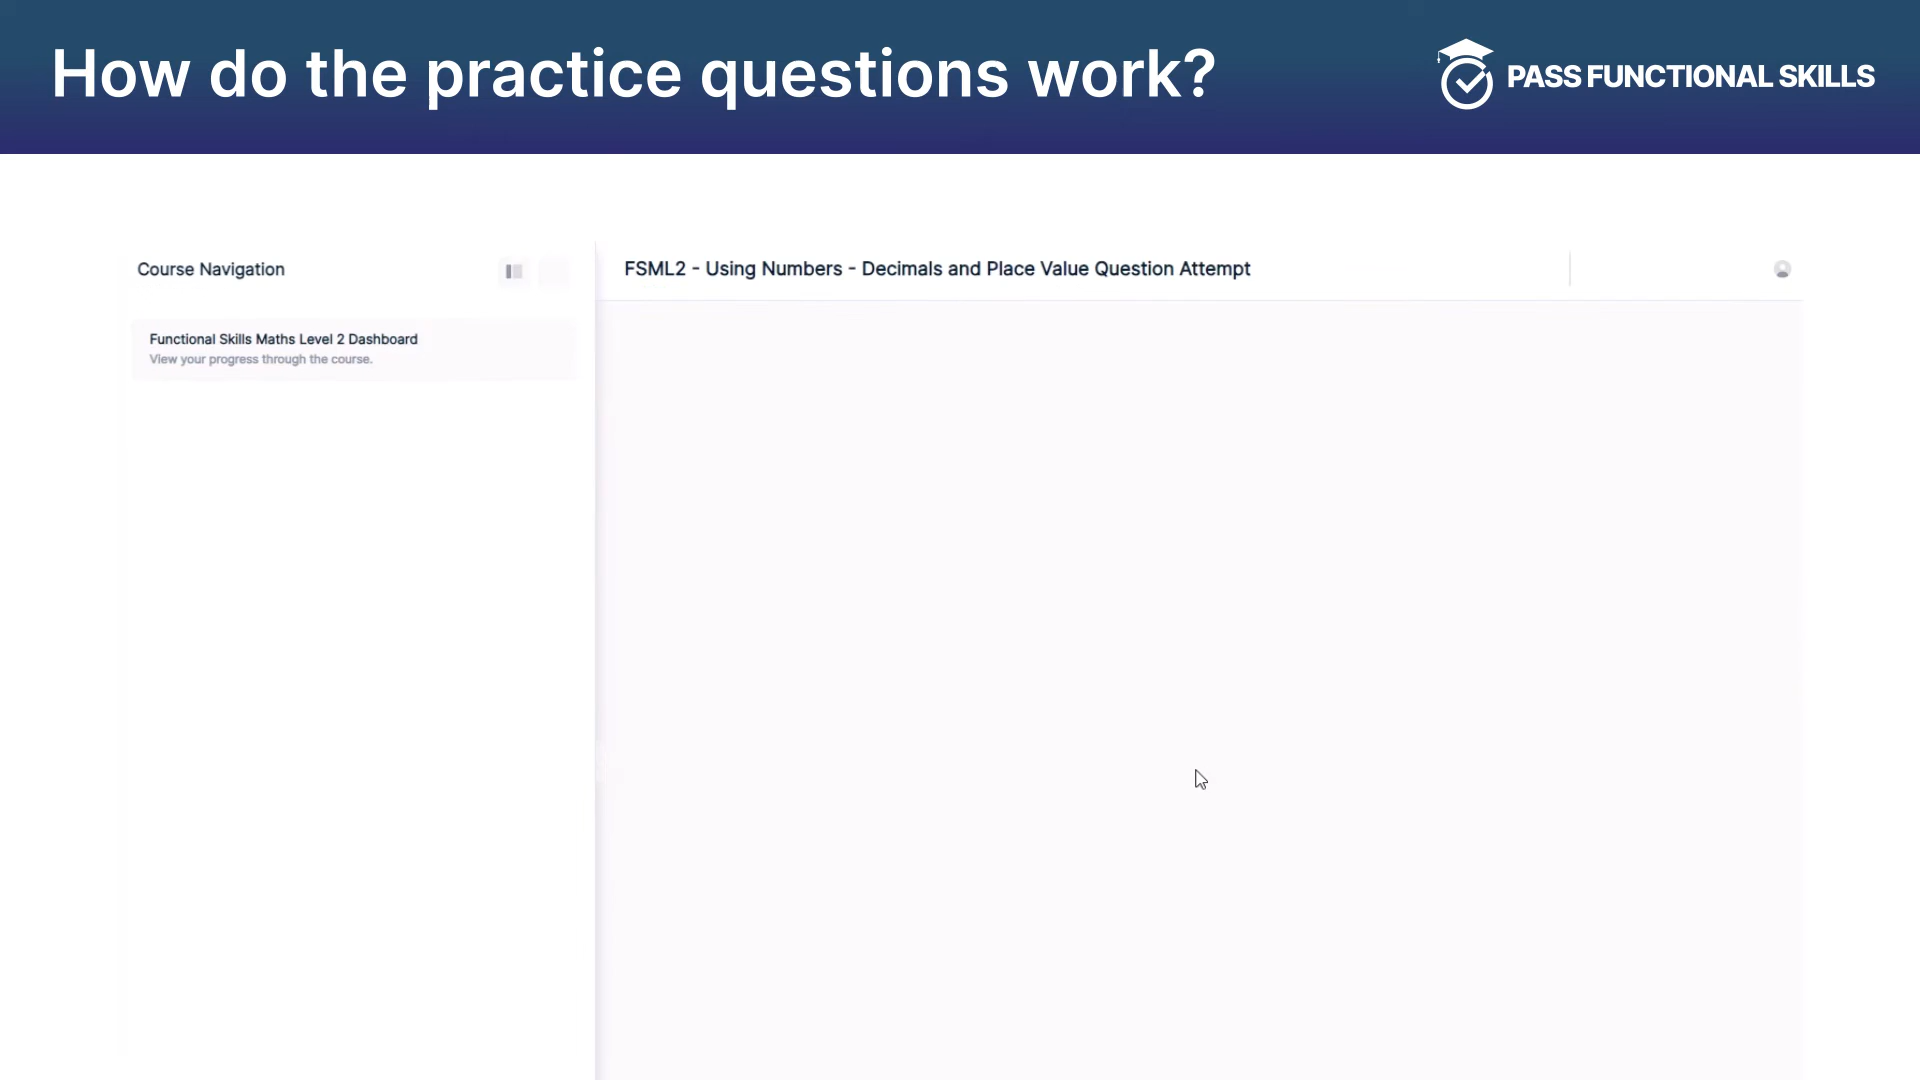 How do the practice questions work?
PASS FUNCTIONAL SKILLS
Course Navigation
FSML2 - Using Numbers - Decimals and Place Value Question Attempt
Functional Skills Maths Level 2 Dashboard
View your progress through the course.